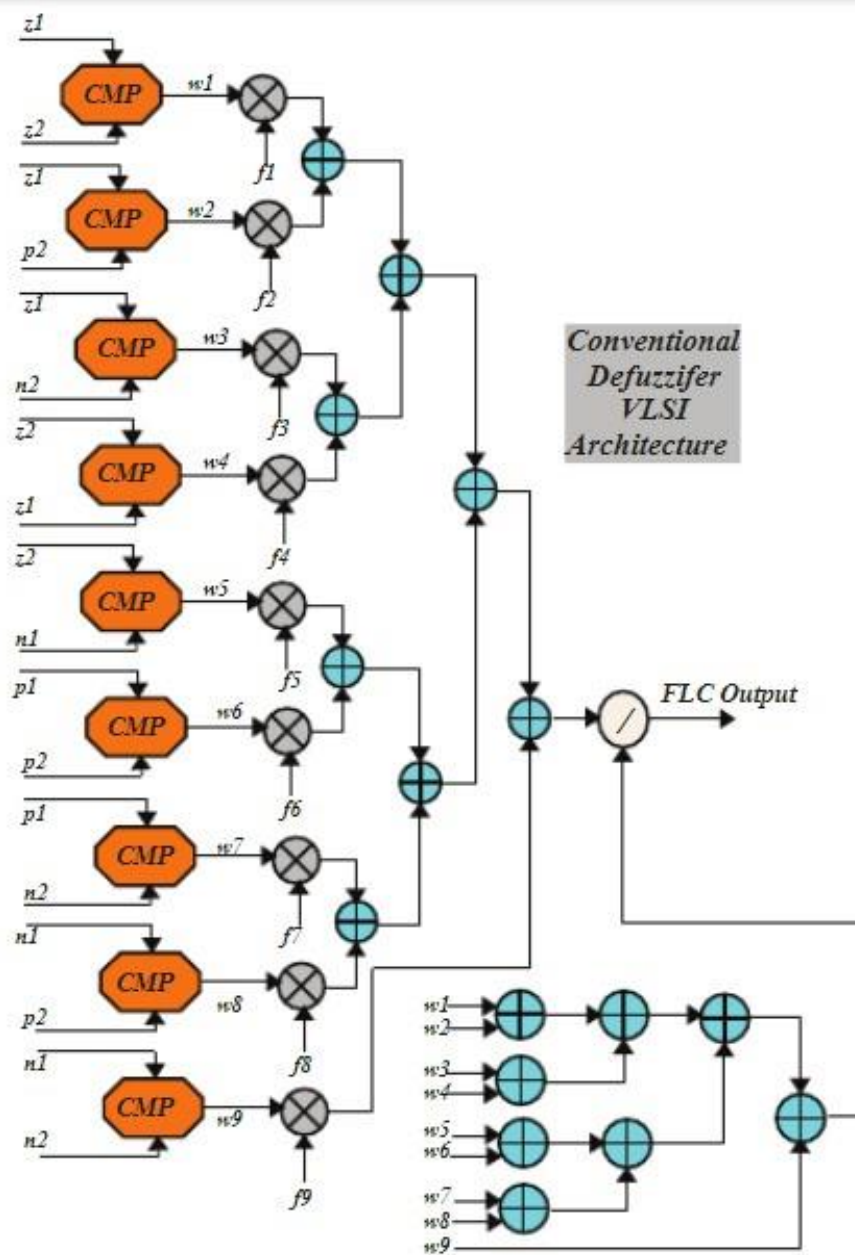 z1
CMP
w1
z2
f1
z1
CMP
w2
p2
f2
z1
CMP
w3
n2
f3
z2
CMP
w4
z1
f4
z2
CMP
w5
n1
f5
p1
CMP
w6
p2
f6
p1
CMP
w7
n2
f7
n1
CMP
w8
p2
f8
n1
CMP
w9
n2
f9
Conventional
Defuzzifer
VLSI
Architecture
/
FLC Output
w1
w2
w3
w4
w5
w6
w7
w8
w9